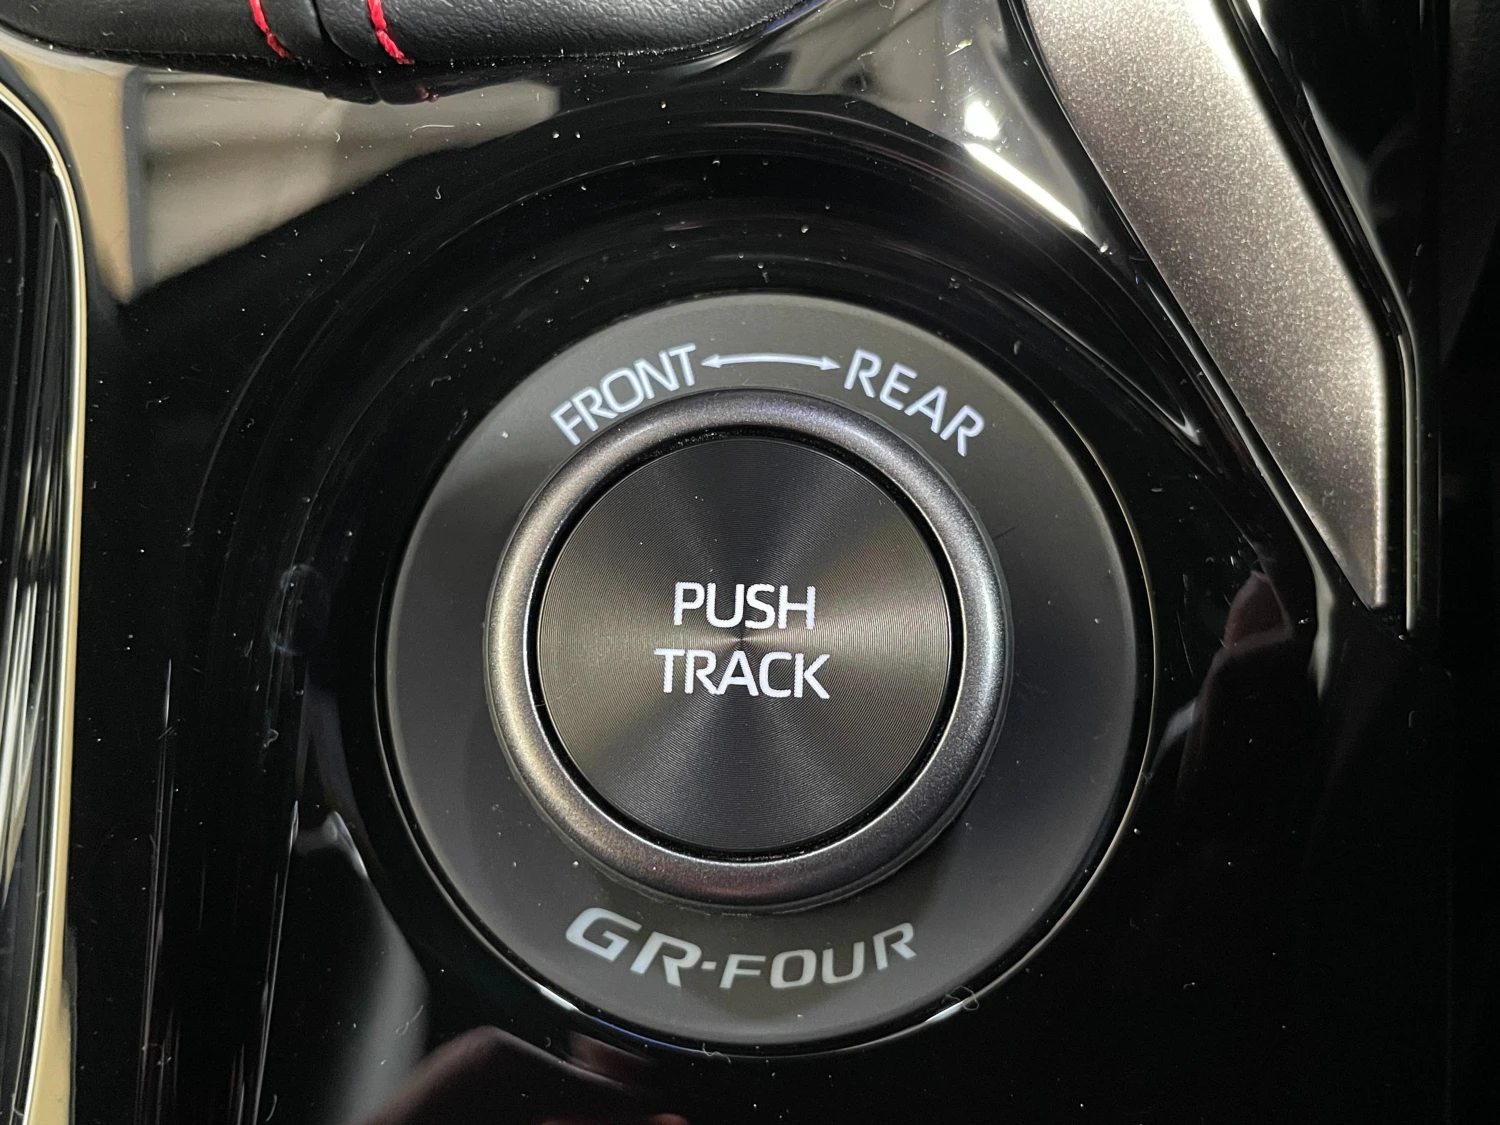 FRONT ↔ REAR
PUSH
TRACK
GR-FOUR